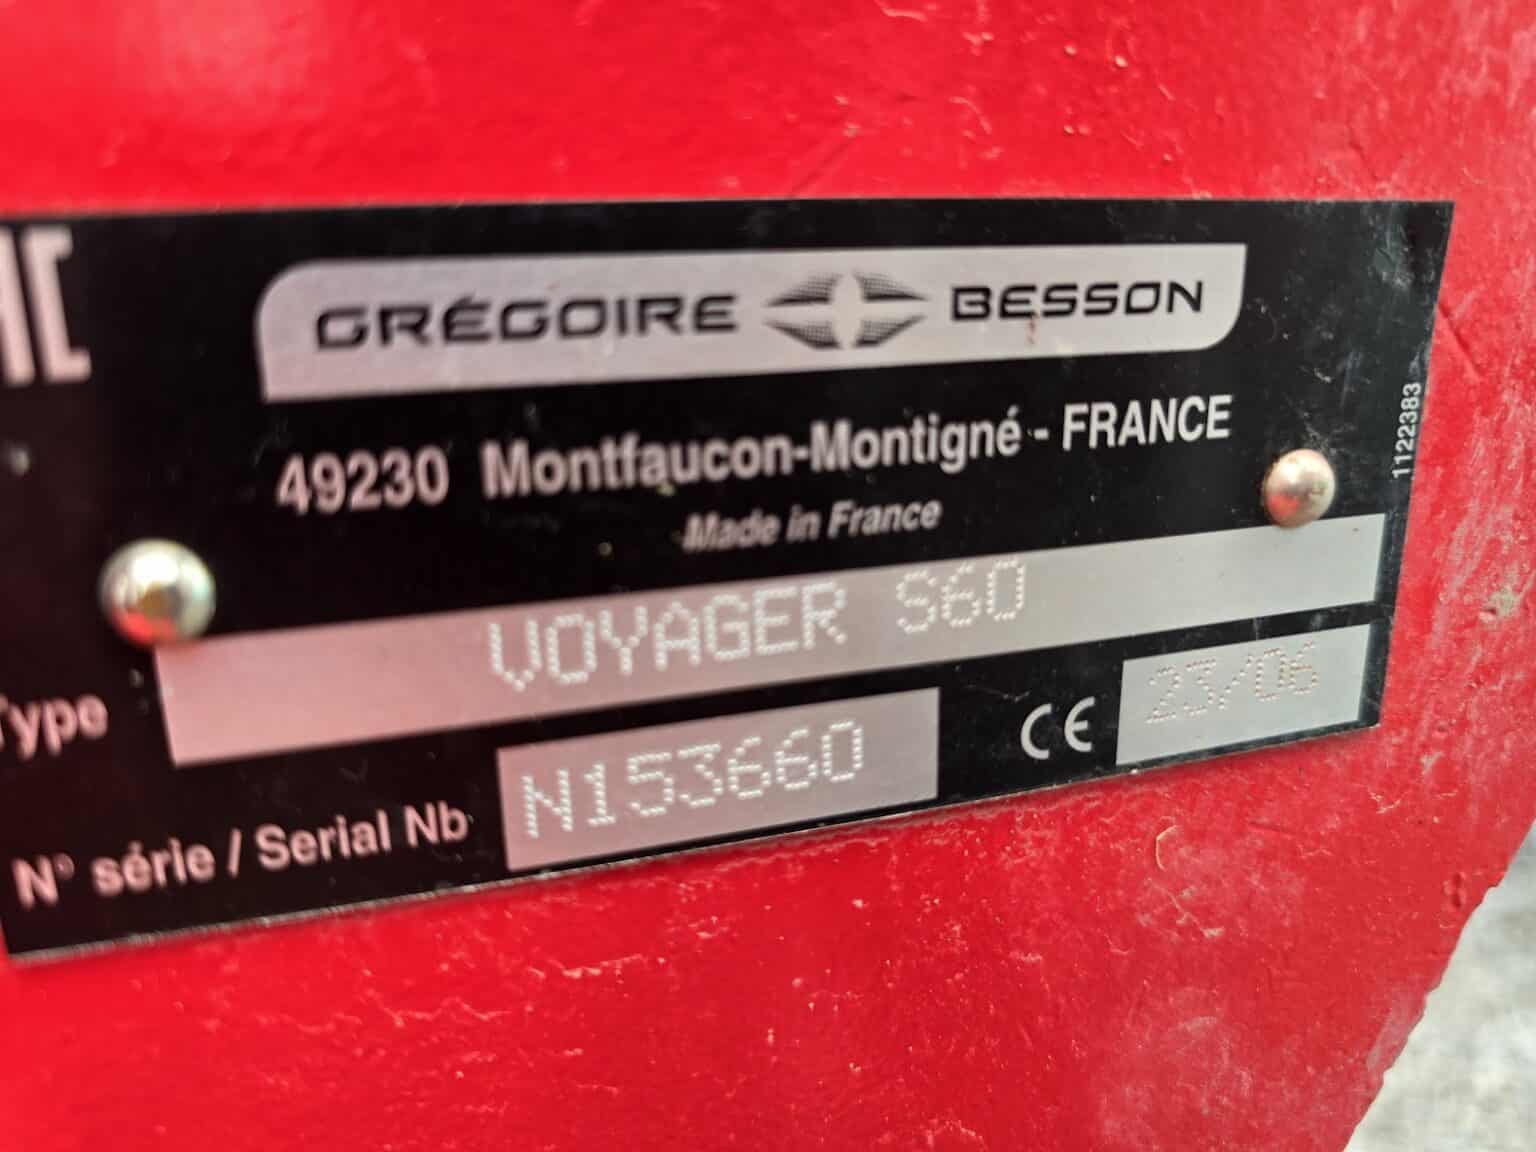 GRÉGOIRE BESSON
49230 Montfaucon-Montigné - FRANCE
Made in France
1122383
Type VOYAGER S60
N° série / Serial Nb N153660 CE 23/06